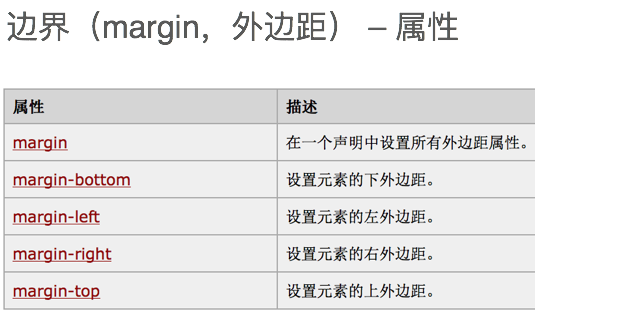 边界（margin，外边距） – 属性
属性 描述
margin 在一个声明中设置所有外边距属性。
margin-bottom 设置元素的下外边距。
margin-left 设置元素的左外边距。
margin-right 设置元素的右外边距。
margin-top 设置元素的上外边距。